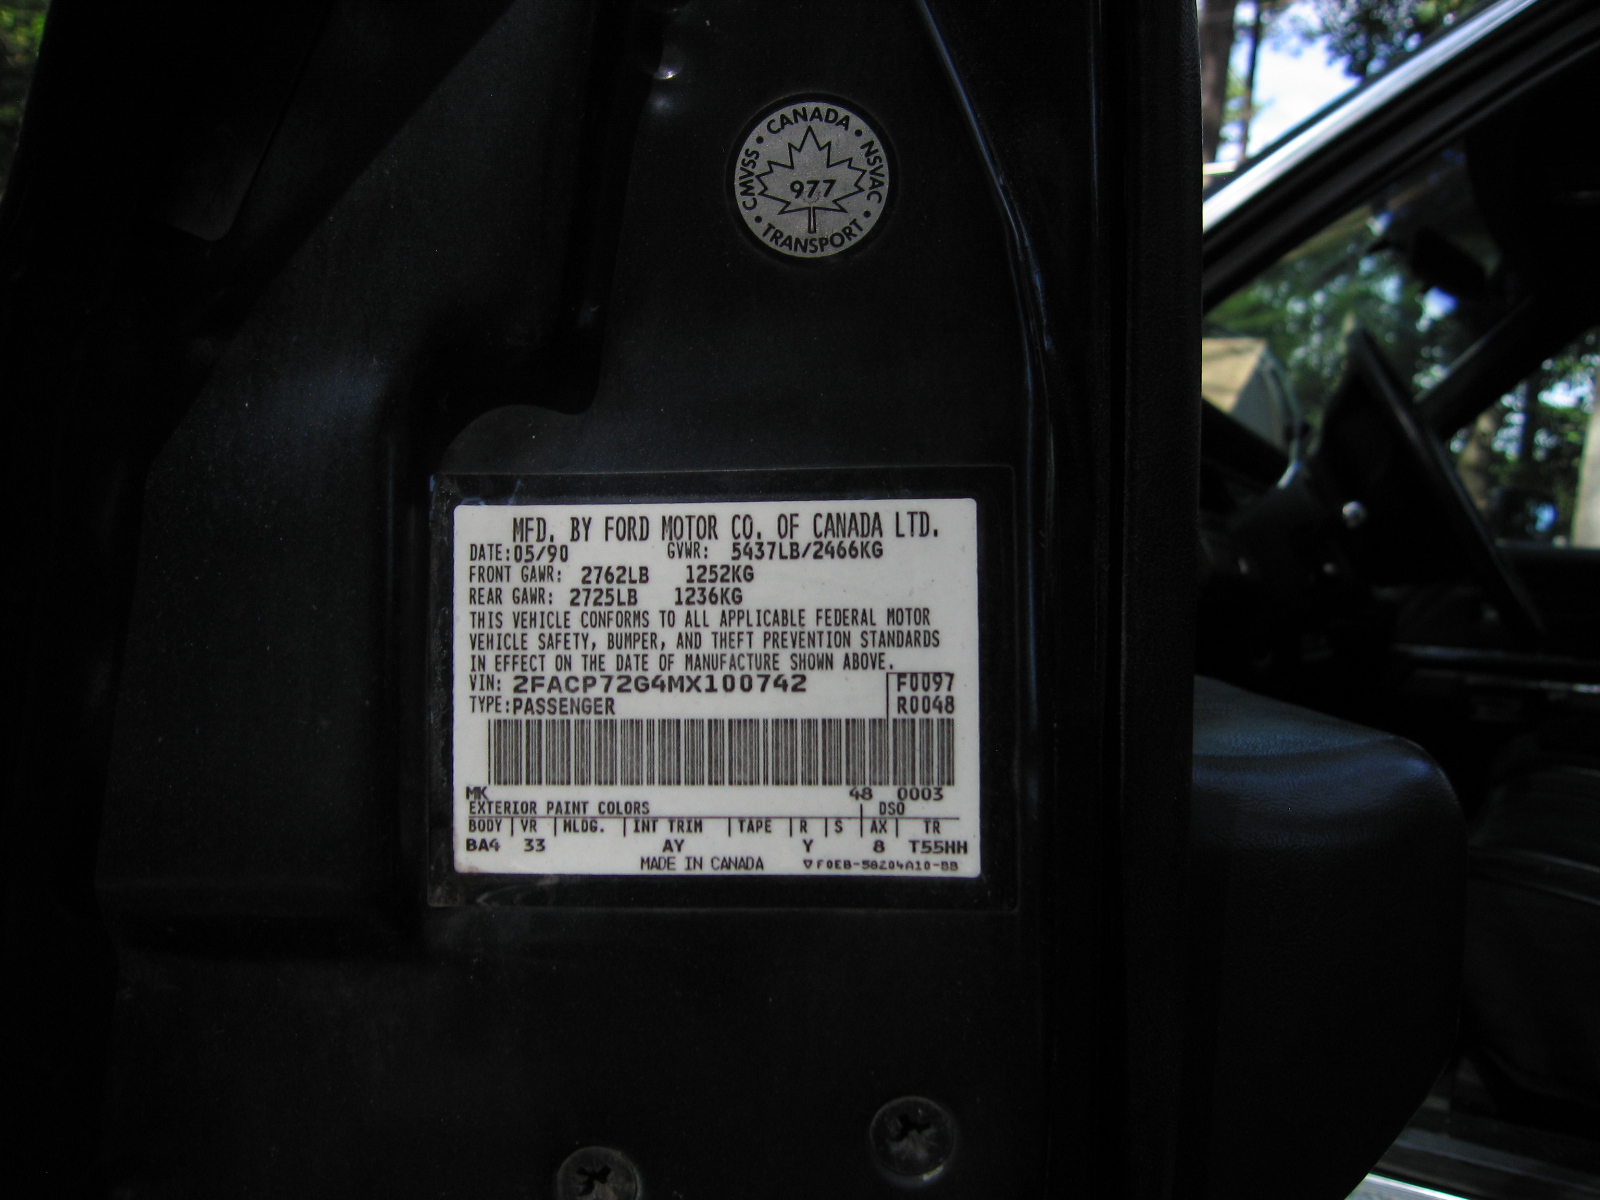 CANADA
CMVSS • NSVAC
977
TRANSPORT
MFD. BY FORD MOTOR CO. OF CANADA LTD.
DATE: 05/90 GVWR: 5437LB/2466KG
FRONT GAWR: 2762LB 1252KG
REAR GAWR: 2725LB 1236KG
THIS VEHICLE CONFORMS TO ALL APPLICABLE FEDERAL MOTOR
VEHICLE SAFETY, BUMPER, AND THEFT PREVENTION STANDARDS
IN EFFECT ON THE DATE OF MANUFACTURE SHOWN ABOVE.
VIN: 2FACP72G4MX100742 F0097
TYPE: PASSENGER R0048
MK 48 0003
EXTERIOR PAINT COLORS DSO
BODY VR MLDG. INT TRIM TAPE R S AX TR
BA4 33 AY Y 8 T55HH
MADE IN CANADA ▽F0EB-58204A10-BB